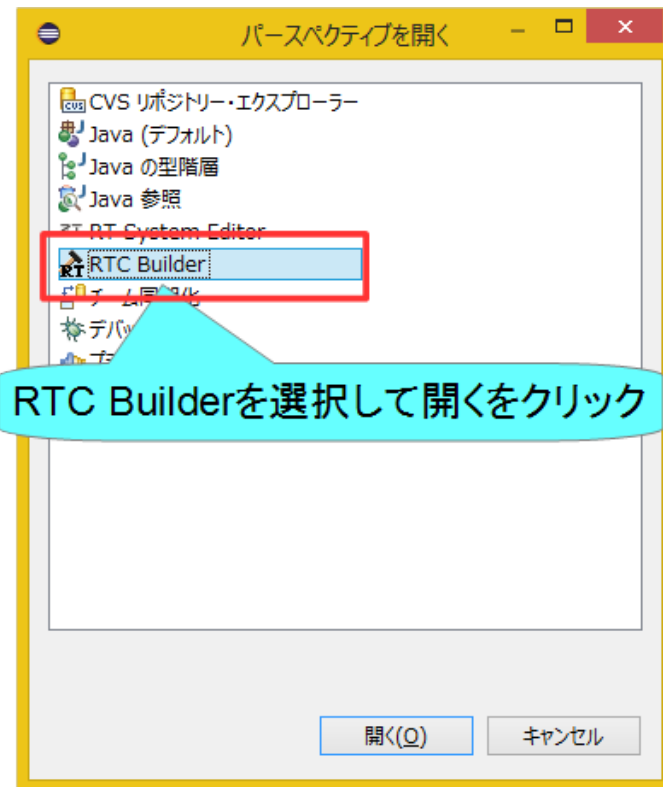 パースペクティブを開く
CVS リポジトリー・エクスプローラー
Java (デフォルト)
Java の型階層
Java 参照
RT System Editor
RTC Builder
RTC Builderを選択して開くをクリック
開く(O)
キャンセル